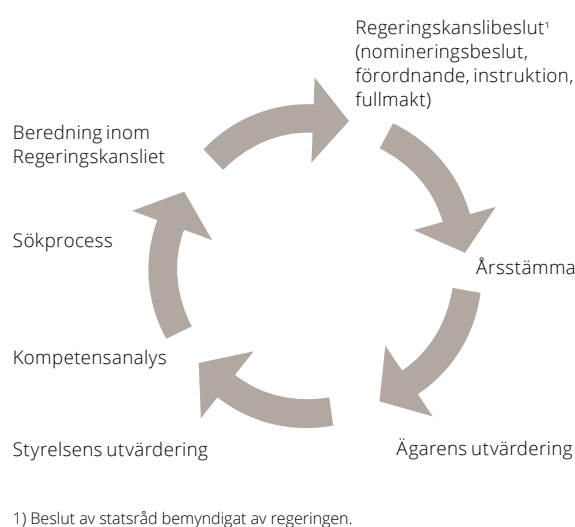 Regeringskanslibeslut¹
(nomineringsbeslut,
förordnande, instruktion,
fullmakt)
Årsstämma
Ägarens utvärdering
Styrelsens utvärdering
Kompetensanalys
Sökprocess
Beredning inom
Regeringskansliet
1) Beslut av statsråd bemyndigat av regeringen.